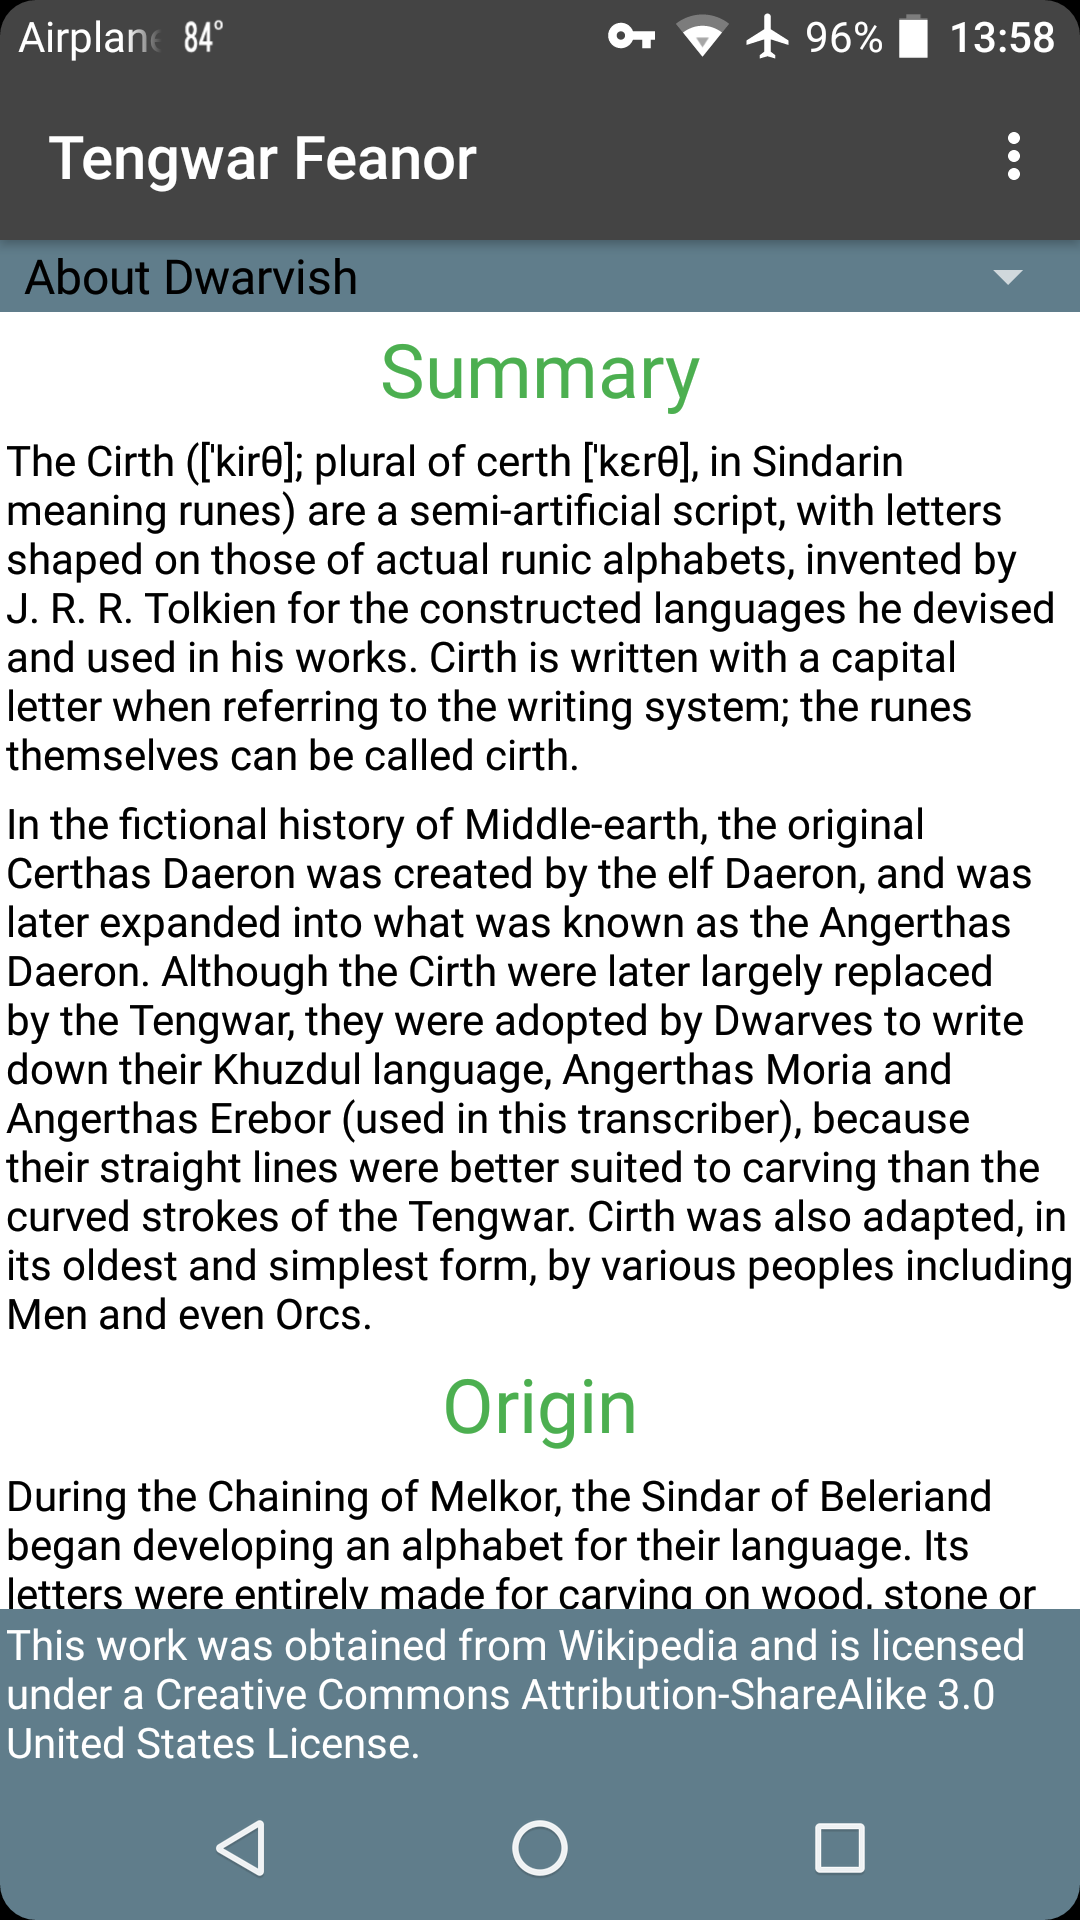 Airplane 84° 96% 13:58
Tengwar Feanor
About Dwarvish
Summary
The Cirth (['kirθ]; plural of certh ['kɛrθ], in Sindarin
meaning runes) are a semi-artificial script, with letters
shaped on those of actual runic alphabets, invented by
J. R. R. Tolkien for the constructed languages he devised
and used in his works. Cirth is written with a capital
letter when referring to the writing system; the runes
themselves can be called cirth.
In the fictional history of Middle-earth, the original
Certhas Daeron was created by the elf Daeron, and was
later expanded into what was known as the Angerthas
Daeron. Although the Cirth were later largely replaced
by the Tengwar, they were adopted by Dwarves to write
down their Khuzdul language, Angerthas Moria and
Angerthas Erebor (used in this transcriber), because
their straight lines were better suited to carving than the
curved strokes of the Tengwar. Cirth was also adapted, in
its oldest and simplest form, by various peoples including
Men and even Orcs.
Origin
During the Chaining of Melkor, the Sindar of Beleriand
began developing an alphabet for their language. Its
letters were entirely made for carving on wood, stone or
This work was obtained from Wikipedia and is licensed
under a Creative Commons Attribution-ShareAlike 3.0
United States License.